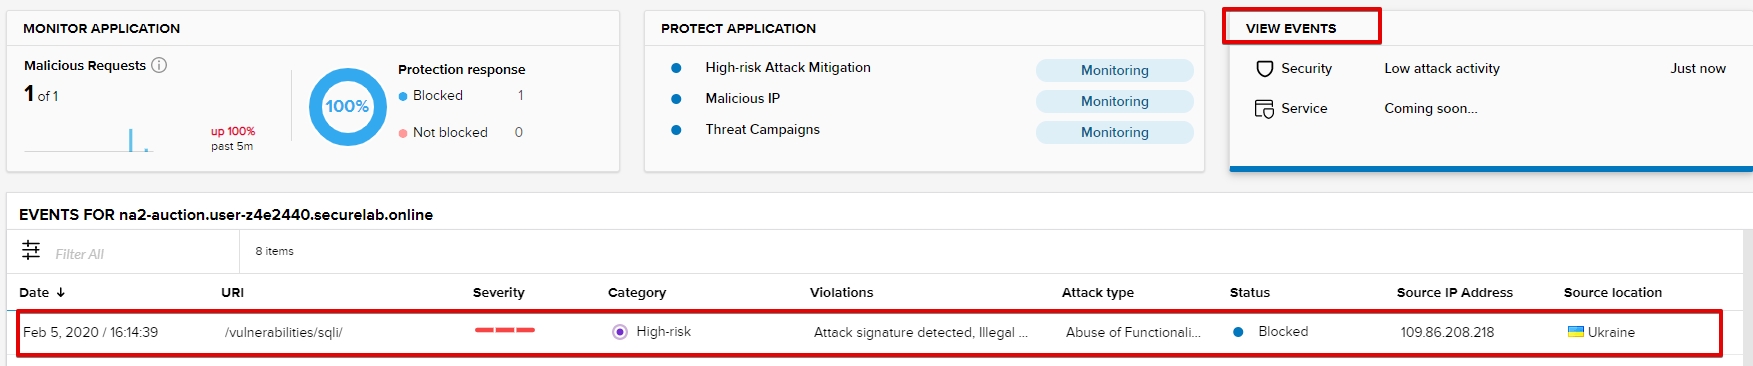 MONITOR APPLICATION
Malicious Requests
1 of 1
up 100%
past 5m
100%
Protection response
Blocked 1
Not blocked 0
PROTECT APPLICATION
High-risk Attack Mitigation Monitoring
Malicious IP Monitoring
Threat Campaigns Monitoring
VIEW EVENTS
Security Low attack activity Just now
Service Coming soon...
EVENTS FOR na2-auction.user-z4e2440.securelab.online
Filter All 8 items
Date URI Severity Category Violations Attack type Status Source IP Address Source location
Feb 5, 2020 / 16:14:39 /vulnerabilities/sqli/ High-risk Attack signature detected, Illegal ... Abuse of Functionali... Blocked 109.86.208.218 Ukraine